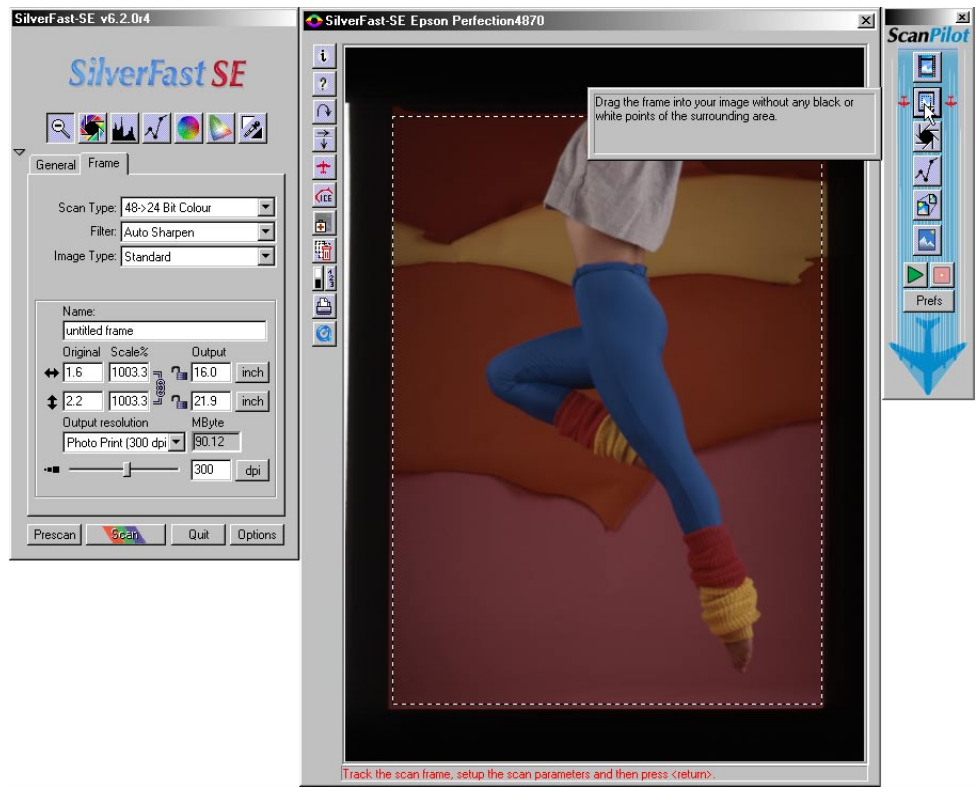 SilverFast-SE v6.2.0r4
SilverFast SE
General Frame
Scan Type: 48->24 Bit Colour
Filter: Auto Sharpen
Image Type: Standard
Name:
untitled frame
Original Scale% Output
1.6 1003.3 16.0 inch
2.2 1003.3 21.9 inch
Output resolution MByte
Photo Print (300 dpi 90.12
300 dpi
Prescan Scan Quit Options
SilverFast-SE Epson Perfection4870
i
?
ICE
1
2
3
Drag the frame into your image without any black or
white points of the surrounding area.
Track the scan frame, setup the scan parameters and then press <return>.
ScanPilot
Prefs